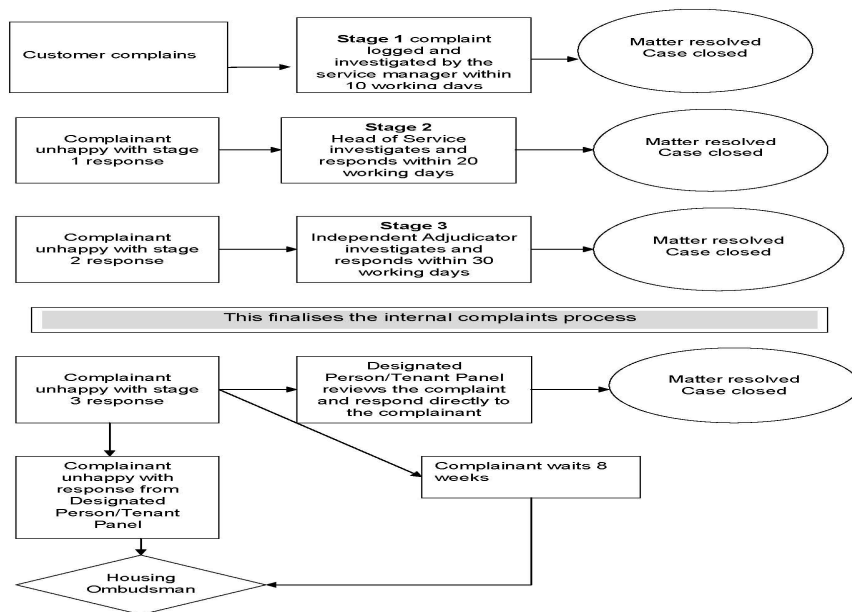 Customer complains
Stage 1 complaint
logged and
investigated by the
service manager within
10 working days
Matter resolved
Case closed
Complainant
unhappy with stage
1 response
Stage 2
Head of Service
investigates and
responds within 20
working days
Matter resolved
Case closed
Complainant
unhappy with stage
2 response
Stage 3
Independent Adjudicator
investigates and
responds within 30
working days
Matter resolved
Case closed
This finalises the internal complaints process
Complainant
unhappy with stage
3 response
Designated
Person/Tenant Panel
reviews the complaint
and respond directly to
the complainant
Matter resolved
Case closed
Complainant
unhappy with
response from
Designated
Person/Tenant
Panel
Complainant waits 8
weeks
Housing
Ombudsman